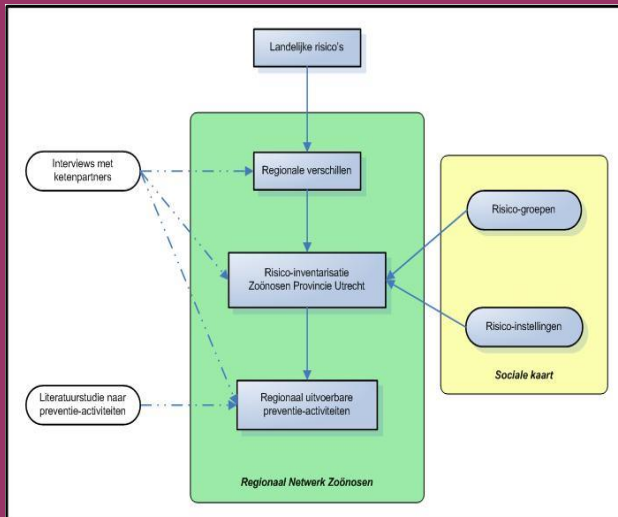 Landelijke risico's
Interviews met
ketenpartners
Regionale verschillen
Risico-groepen
Risico-inventarisatie
Zoönosen Provincie Utrecht
Risico-instellingen
Sociale kaart
Literatuurstudie naar
preventie-activiteiten
Regionaal uitvoerbare
preventie-activiteiten
Regionaal Netwerk Zoönosen